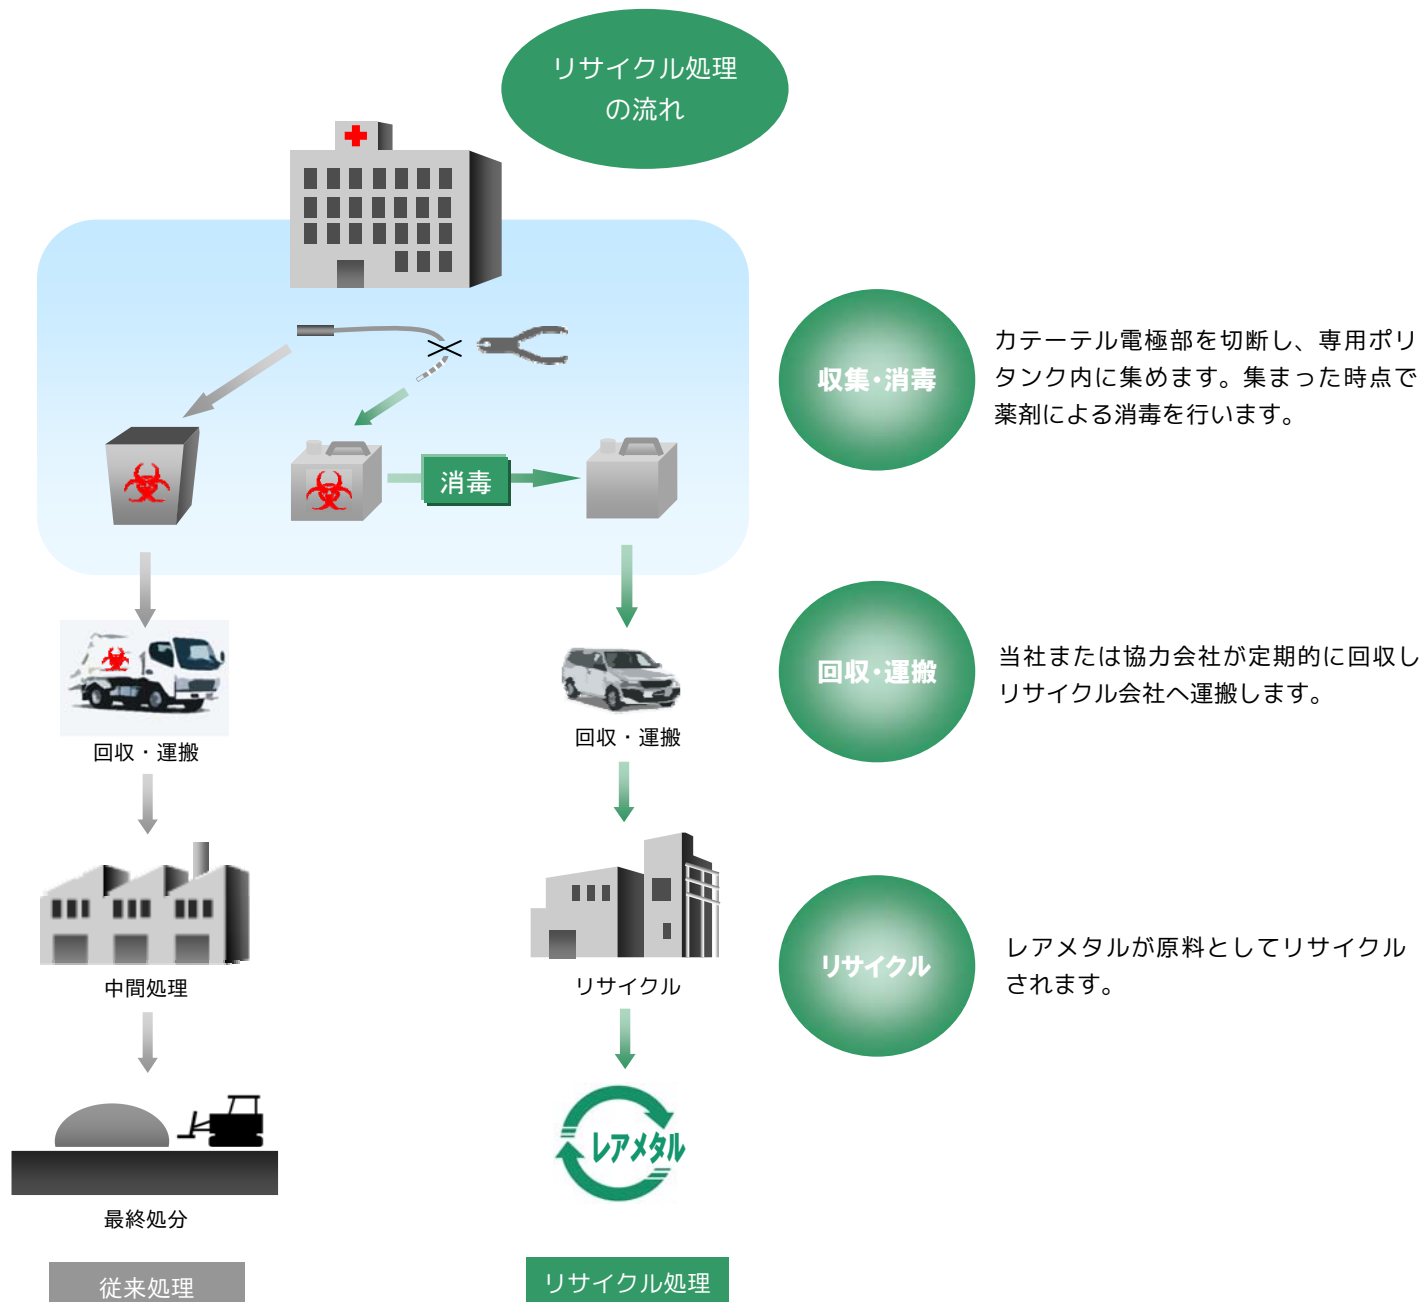 リサイクル処理
の流れ
収集・消毒
カテーテル電極部を切断し、専用ポリ
タンク内に集めます。集まった時点で
薬剤による消毒を行います。
消毒
回収・運搬
当社または協力会社が定期的に回収し
リサイクル会社へ運搬します。
回収・運搬
回収・運搬
リサイクル
レアメタルが原料としてリサイクル
されます。
中間処理
リサイクル
レアメタル
最終処分
従来処理
リサイクル処理